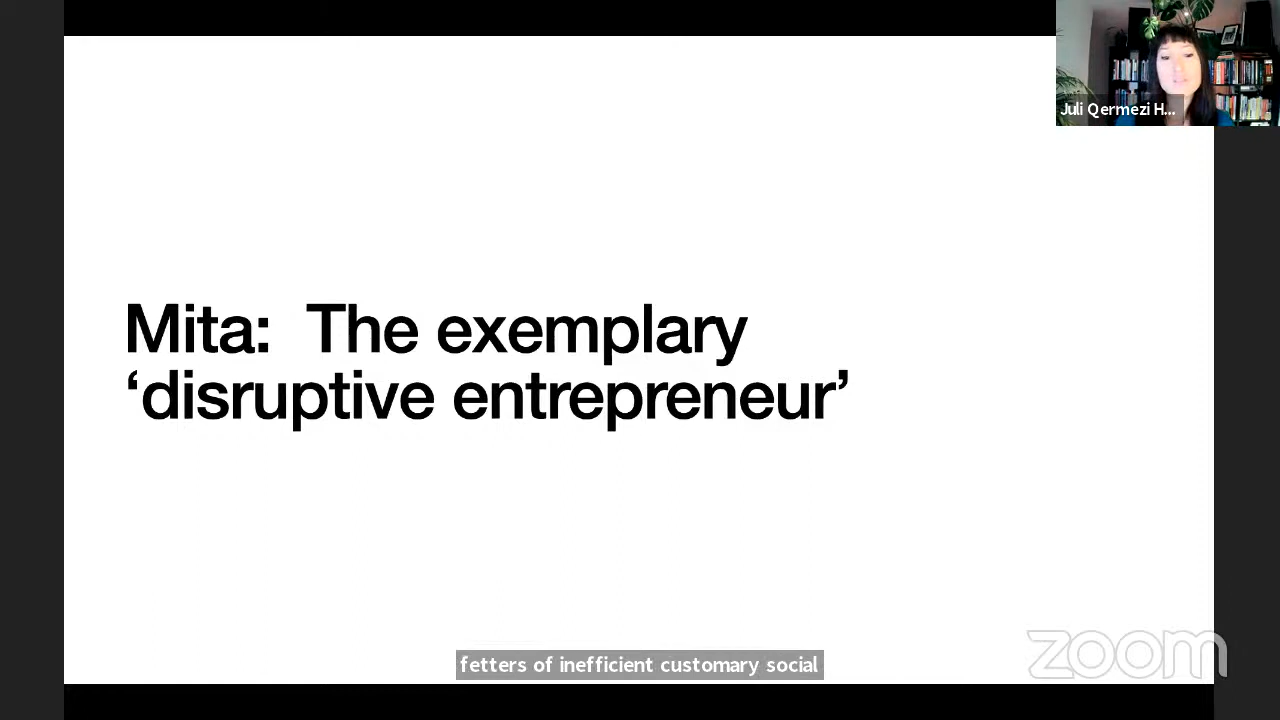 Juli Qermezi H...
Mita:  The exemplary
‘disruptive entrepreneur’
fetters of inefficient customary social
zoom